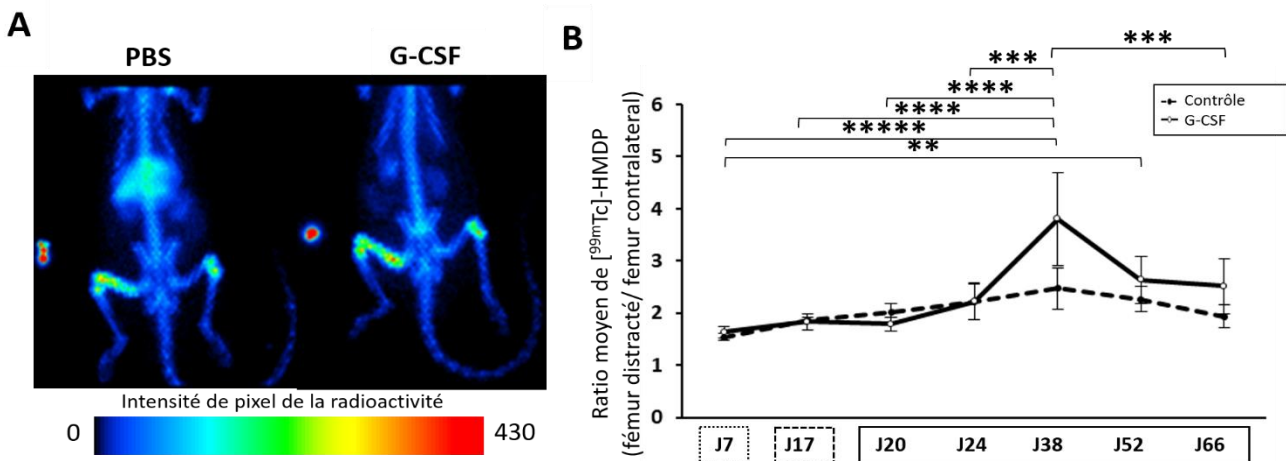 A
PBS
G-CSF
Intensité de pixel de la radioactivité
0
430
B
Ratio moyen de [⁹⁹ᵐTc]-HMDP
(fémur distracté/ femur contralateral)
***
***
****
****
*****
**
Contrôle
G-CSF
6
5
4
3
2
1
0
J7 J17 J20 J24 J38 J52 J66